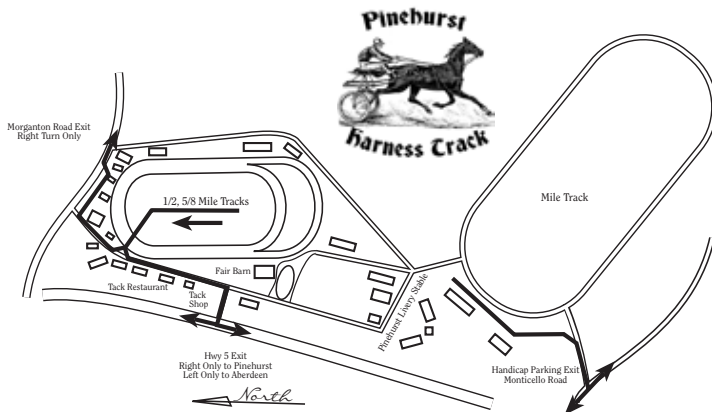 Pinehurst
Harness Track
Morganton Road Exit
Right Turn Only
1/2, 5/8 Mile Tracks
Mile Track
Fair Barn
Tack Restaurant
Tack
Shop
Pinehurst Livery Stable
Hwy 5 Exit
Right Only to Pinehurst
Left Only to Aberdeen
Handicap Parking Exit
Monticello Road
North